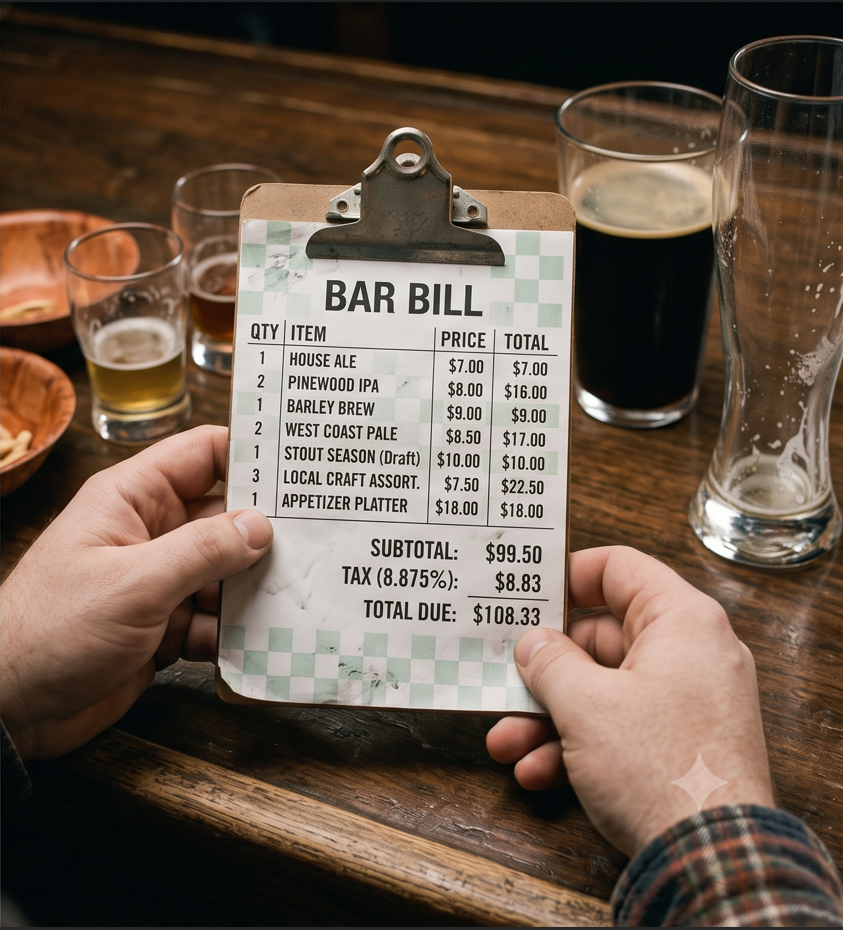 BAR BILL
QTY ITEM PRICE TOTAL
1 HOUSE ALE $7.00 $7.00
2 PINEWOOD IPA $8.00 $16.00
1 BARLEY BREW $9.00 $9.00
2 WEST COAST PALE $8.50 $17.00
1 STOUT SEASON (Draft) $10.00 $10.00
3 LOCAL CRAFT ASSORT. $7.50 $22.50
1 APPETIZER PLATTER $18.00 $18.00
SUBTOTAL: $99.50
TAX (8.875%): $8.83
TOTAL DUE: $108.33